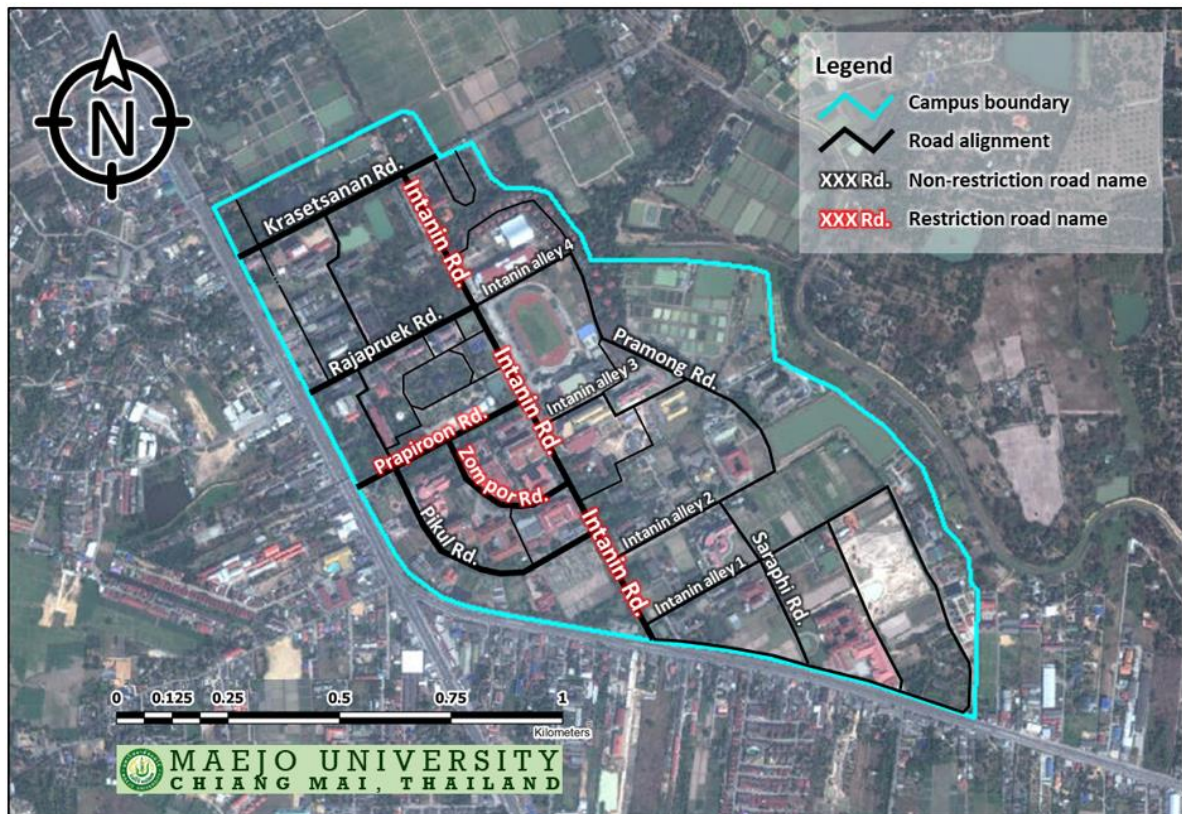 N
Legend
Campus boundary
Road alignment
XXX Rd. Non-restriction road name
XXX Rd. Restriction road name
Krasetsanan Rd.
Intanin Rd.
Intanin alley 4
Rajapruek Rd.
Intanin Rd.
Pramong Rd.
Intanin alley 3
Prapiroon Rd.
Zom por Rd.
Pikul Rd.
Intanin alley 2
Intanin Rd.
Saraphi Rd.
Intanin alley 1
0 0.125 0.25 0.5 0.75 1
Kilometers
MAEJO UNIVERSITY
CHIANG MAI, THAILAND